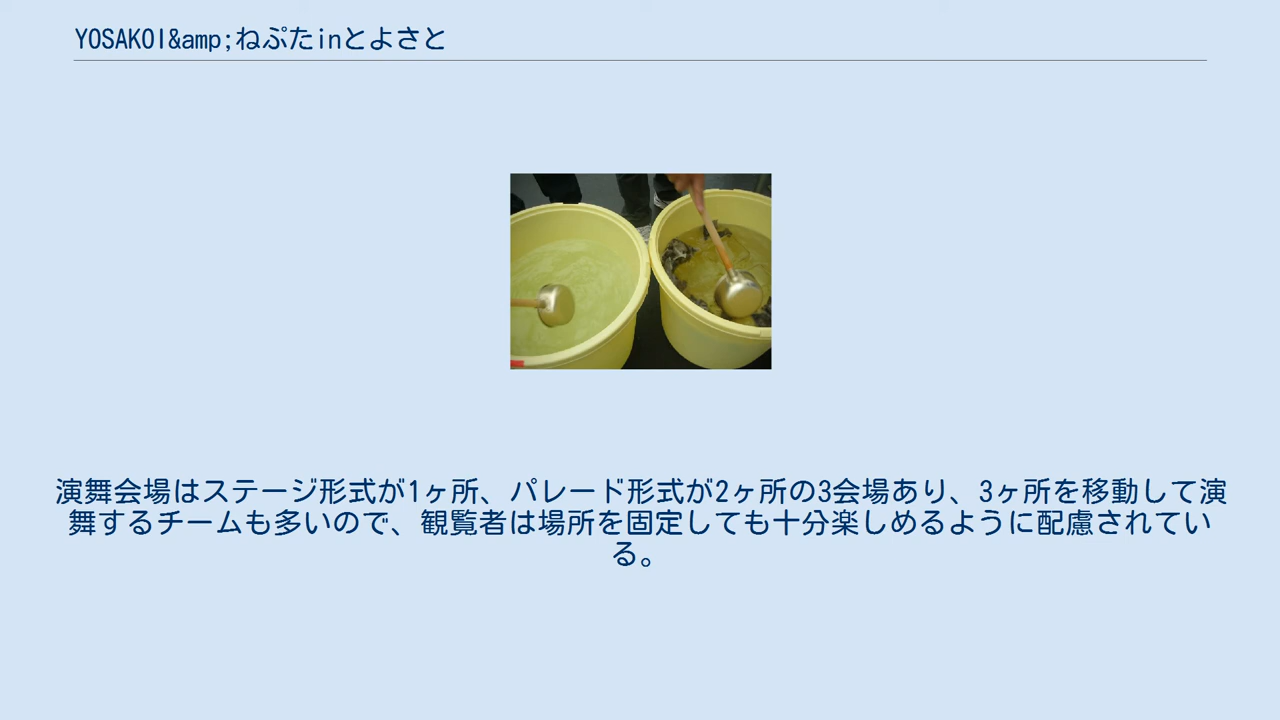 YOSAKOI&amp;ねぷたinとよさと
演舞会場はステージ形式が1ヶ所、パレード形式が2ヶ所の3会場あり、3ヶ所を移動して演
舞するチームも多いので、観覧者は場所を固定しても十分楽しめるように配慮されてい
る。